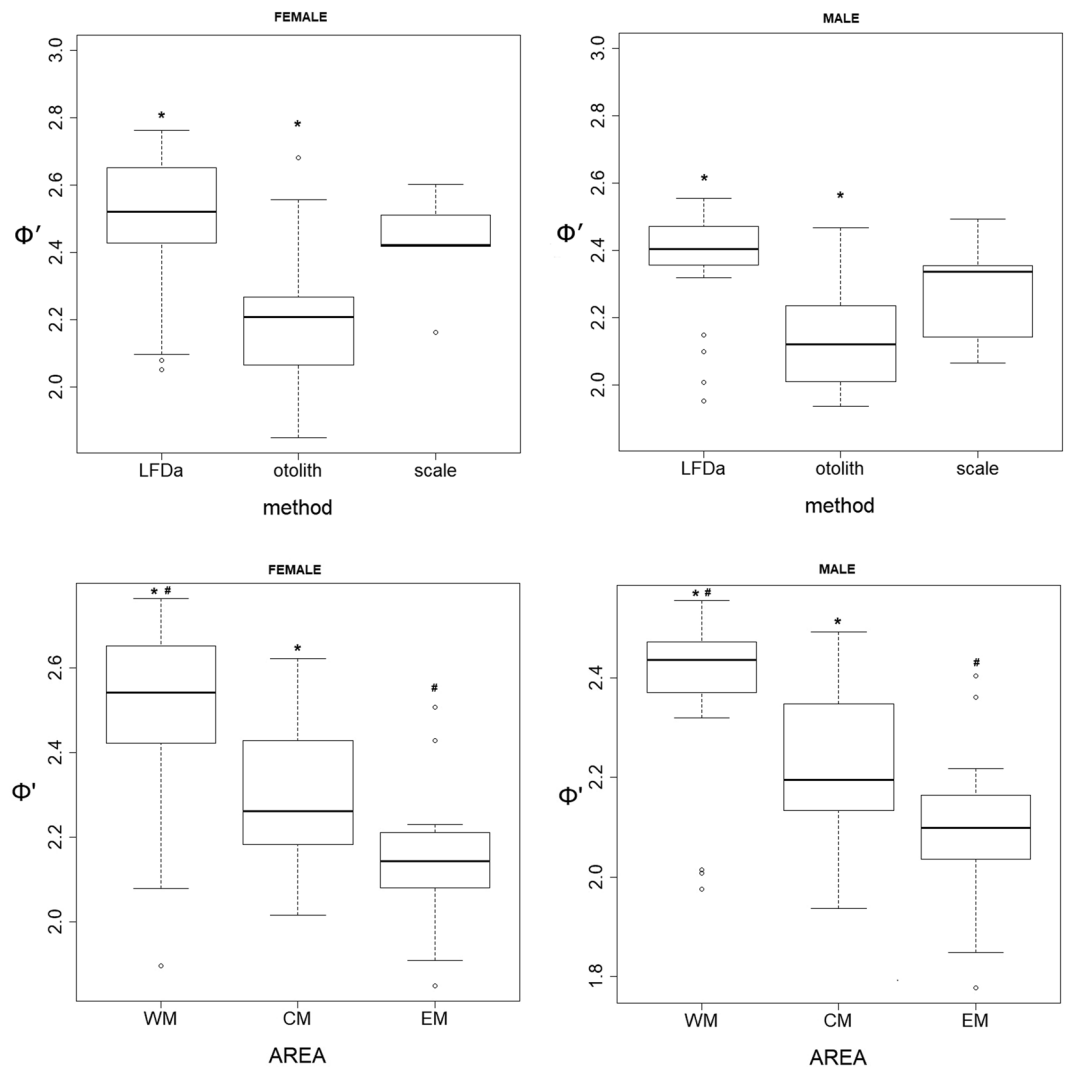 FEMALE
3.0
2.8
2.6
2.4
2.2
2.0
Φ′
*
*
LFDa
otolith
scale
method
MALE
3.0
2.8
2.6
2.4
2.2
2.0
Φ′
*
*
LFDa
otolith
scale
method
FEMALE
2.6
2.4
2.2
2.0
Φ'
* #
*
#
WM
CM
EM
AREA
MALE
2.4
2.2
2.0
1.8
Φ'
* #
*
#
WM
CM
EM
AREA